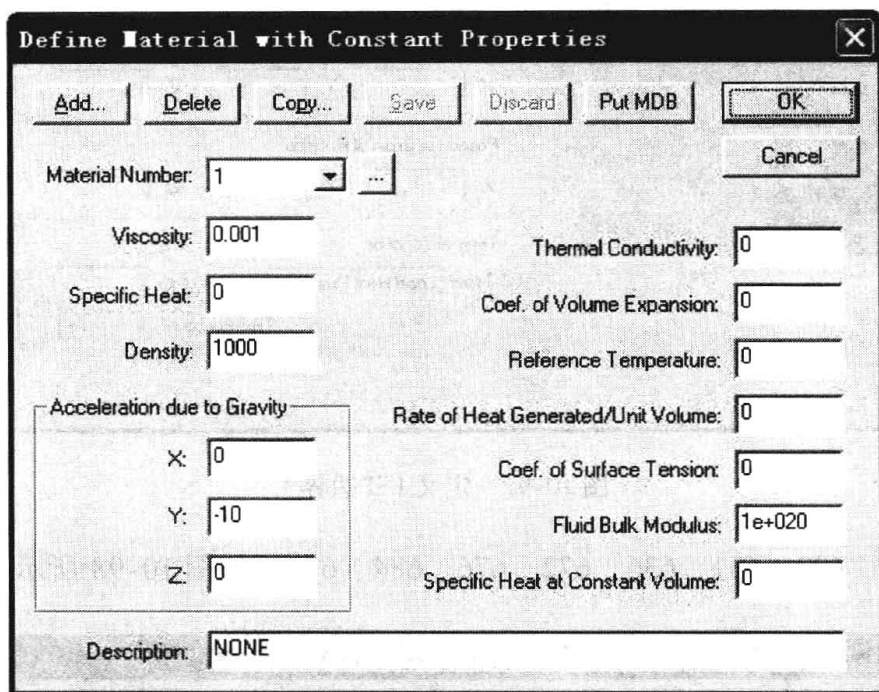 Define Material with Constant Properties
Add... Delete Copy... Save Discard Put MDB OK
Cancel
Material Number: 1 ...
Viscosity: 0.001
Specific Heat: 0
Density: 1000
Acceleration due to Gravity
X: 0
Y: -10
Z: 0
Thermal Conductivity: 0
Coef. of Volume Expansion: 0
Reference Temperature: 0
Rate of Heat Generated/Unit Volume: 0
Coef. of Surface Tension: 0
Fluid Bulk Modulus: 1e+020
Specific Heat at Constant Volume: 0
Description: NONE